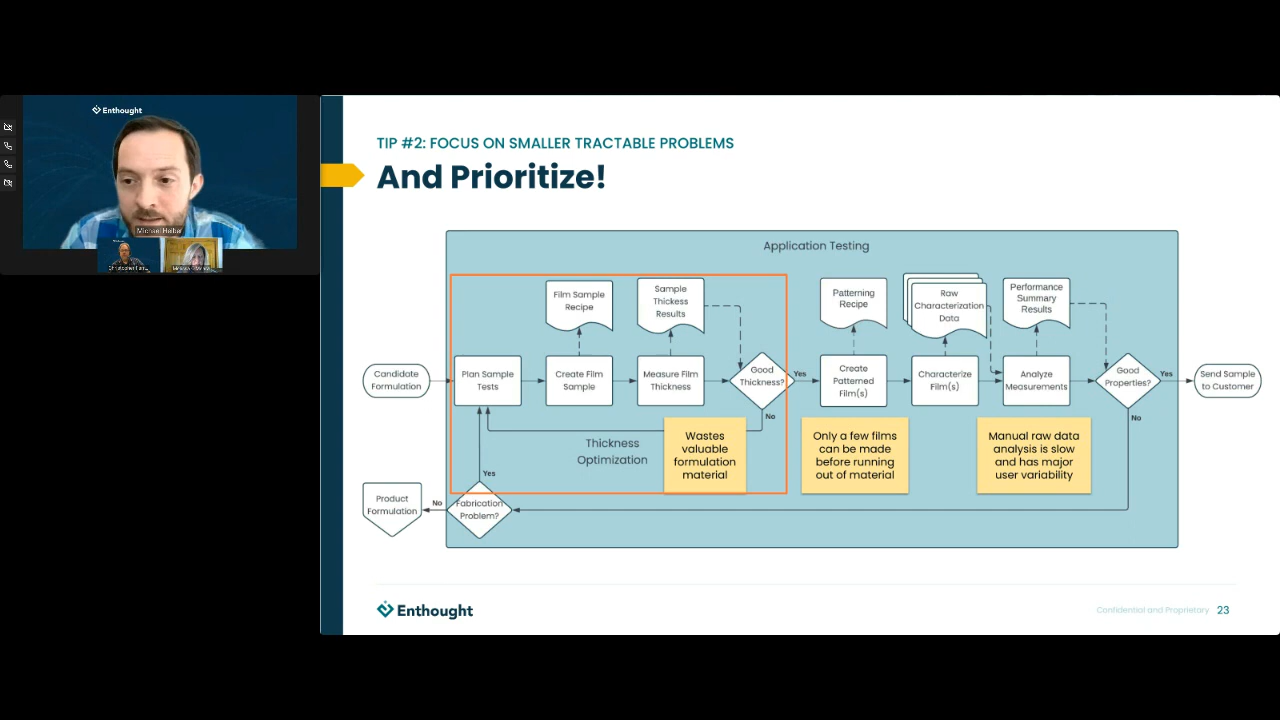 Enthought
Michael Heiber
TIP #2: FOCUS ON SMALLER TRACTABLE PROBLEMS
And Prioritize!
Application Testing
Film Sample
Recipe
Sample
Thickess
Results
Patterning
Recipe
Raw
Characterization
Data
Performance
Summary
Results
Candidate
Formulation
Plan Sample
Tests
Create Film
Sample
Measure Film
Thickness
Good
Thickness?
Yes
Create
Patterned
Film(s)
Characterize
Film(s)
Analyze
Measurements
Good
Properties?
Yes
Send Sample
to Customer
No
No
Thickness
Optimization
Wastes
valuable
formulation
material
Only a few films
can be made
before running
out of material
Manual raw data
analysis is slow
and has major
user variability
Yes
Product
Formulation
No
Fabrication
Problem?
Enthought
Confidential and Proprietary 23